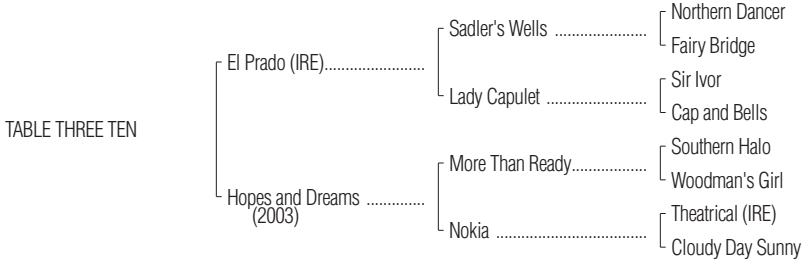 Northern Dancer
Sadler's Wells ......................
Fairy Bridge
El Prado (IRE)........................
Sir Ivor
Lady Capulet ........................
Cap and Bells
TABLE THREE TEN
Southern Halo
More Than Ready..................
Woodman's Girl
Hopes and Dreams ..............
(2003)
Theatrical (IRE)
Nokia ....................................
Cloudy Day Sunny